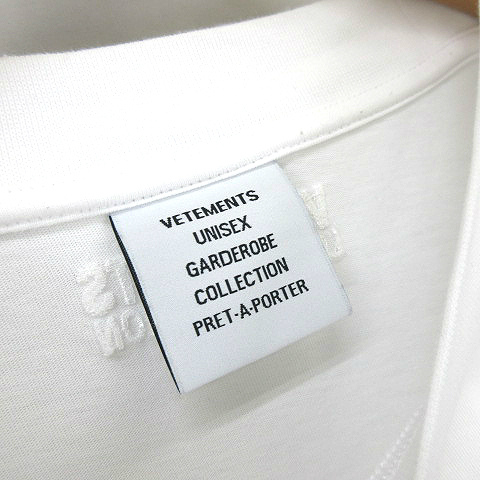 VETEMENTS
UNISEX
GARDEROBE
COLLECTION
PRET-A-PORTER